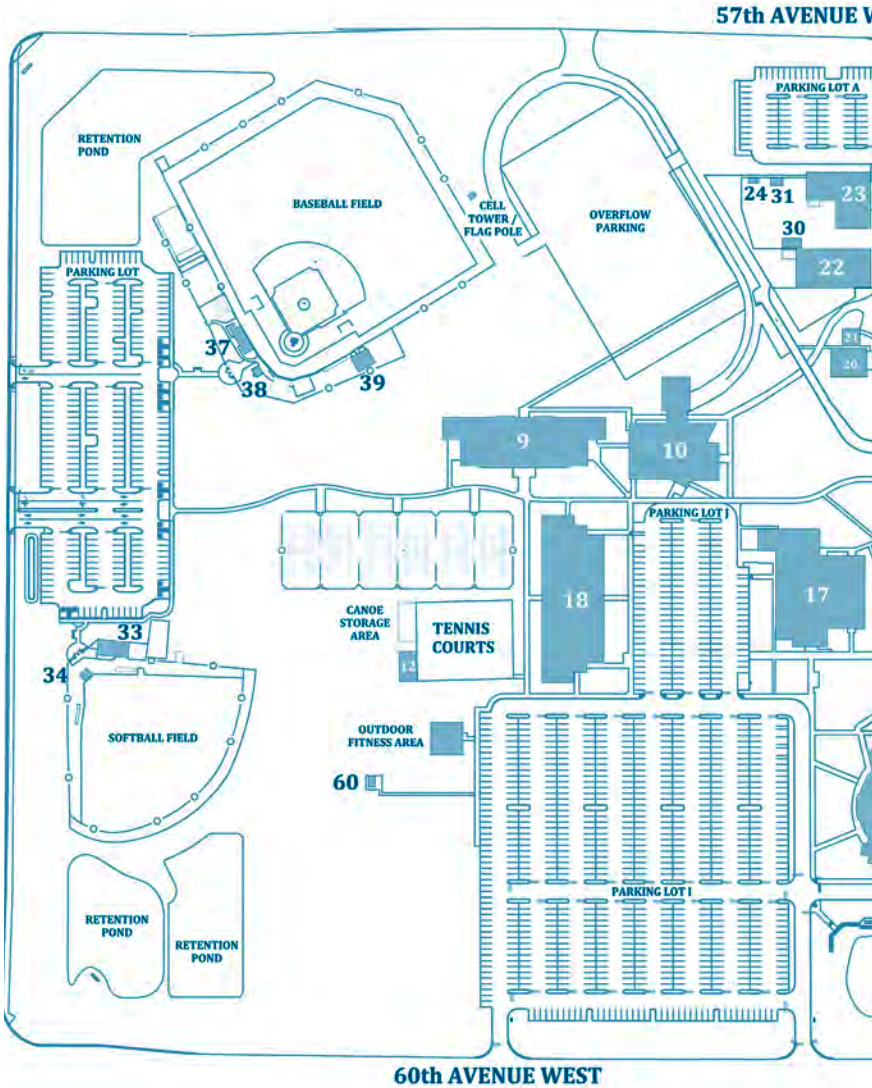 57th AVENUE W
PARKING LOT A
RETENTION
POND
24
31
23
BASEBALL FIELD
CELL
TOWER /
FLAG POLE
OVERFLOW
PARKING
30
22
PARKING LOT
37
38
39
21
20
9
10
PARKING LOT J
18
17
CANOE
STORAGE
AREA
TENNIS
COURTS
12
33
34
SOFTBALL FIELD
OUTDOOR
FITNESS AREA
60
PARKING LOT I
RETENTION
POND
RETENTION
POND
60th AVENUE WEST